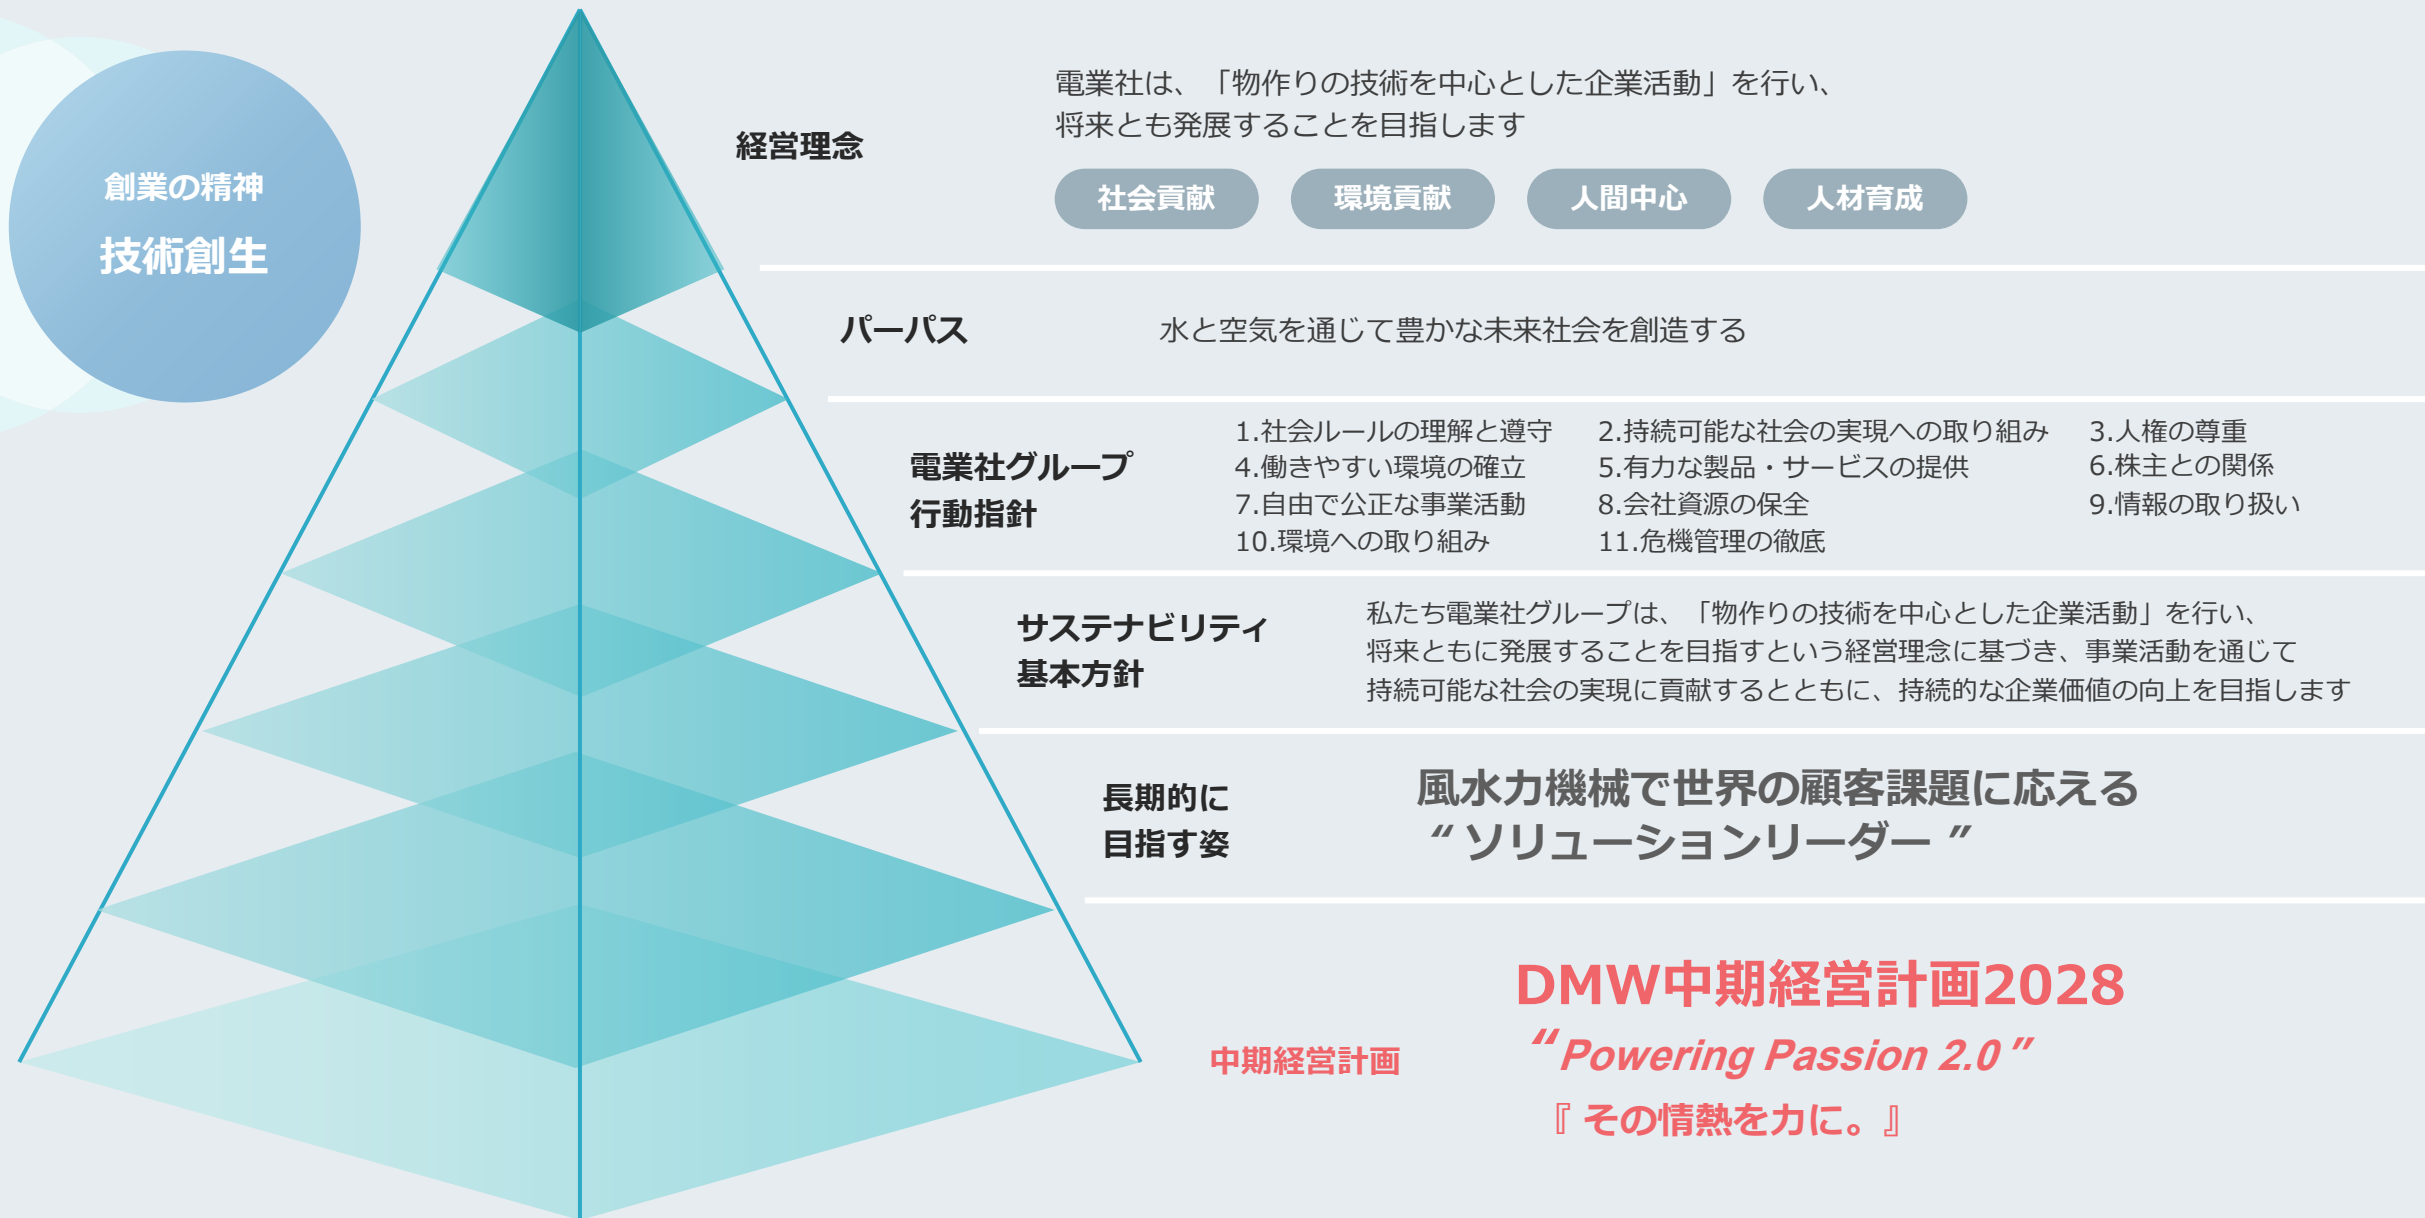 創業の精神
技術創生
経営理念
電業社は、「物作りの技術を中心とした企業活動」を行い、
将来とも発展することを目指します
社会貢献 環境貢献 人間中心 人材育成
パーパス
水と空気を通じて豊かな未来社会を創造する
電業社グループ
行動指針
1.社会ルールの理解と遵守 2.持続可能な社会の実現への取り組み 3.人権の尊重
4.働きやすい環境の確立 5.有力な製品・サービスの提供 6.株主との関係
7.自由で公正な事業活動 8.会社資源の保全 9.情報の取り扱い
10.環境への取り組み 11.危機管理の徹底
サステナビリティ
基本方針
私たち電業社グループは、「物作りの技術を中心とした企業活動」を行い、
将来ともに発展することを目指すという経営理念に基づき、事業活動を通じて
持続可能な社会の実現に貢献するとともに、持続的な企業価値の向上を目指します
長期的に
目指す姿
風水力機械で世界の顧客課題に応える
“ソリューションリーダー”
中期経営計画
DMW中期経営計画2028
“Powering Passion 2.0”
『その情熱を力に。』